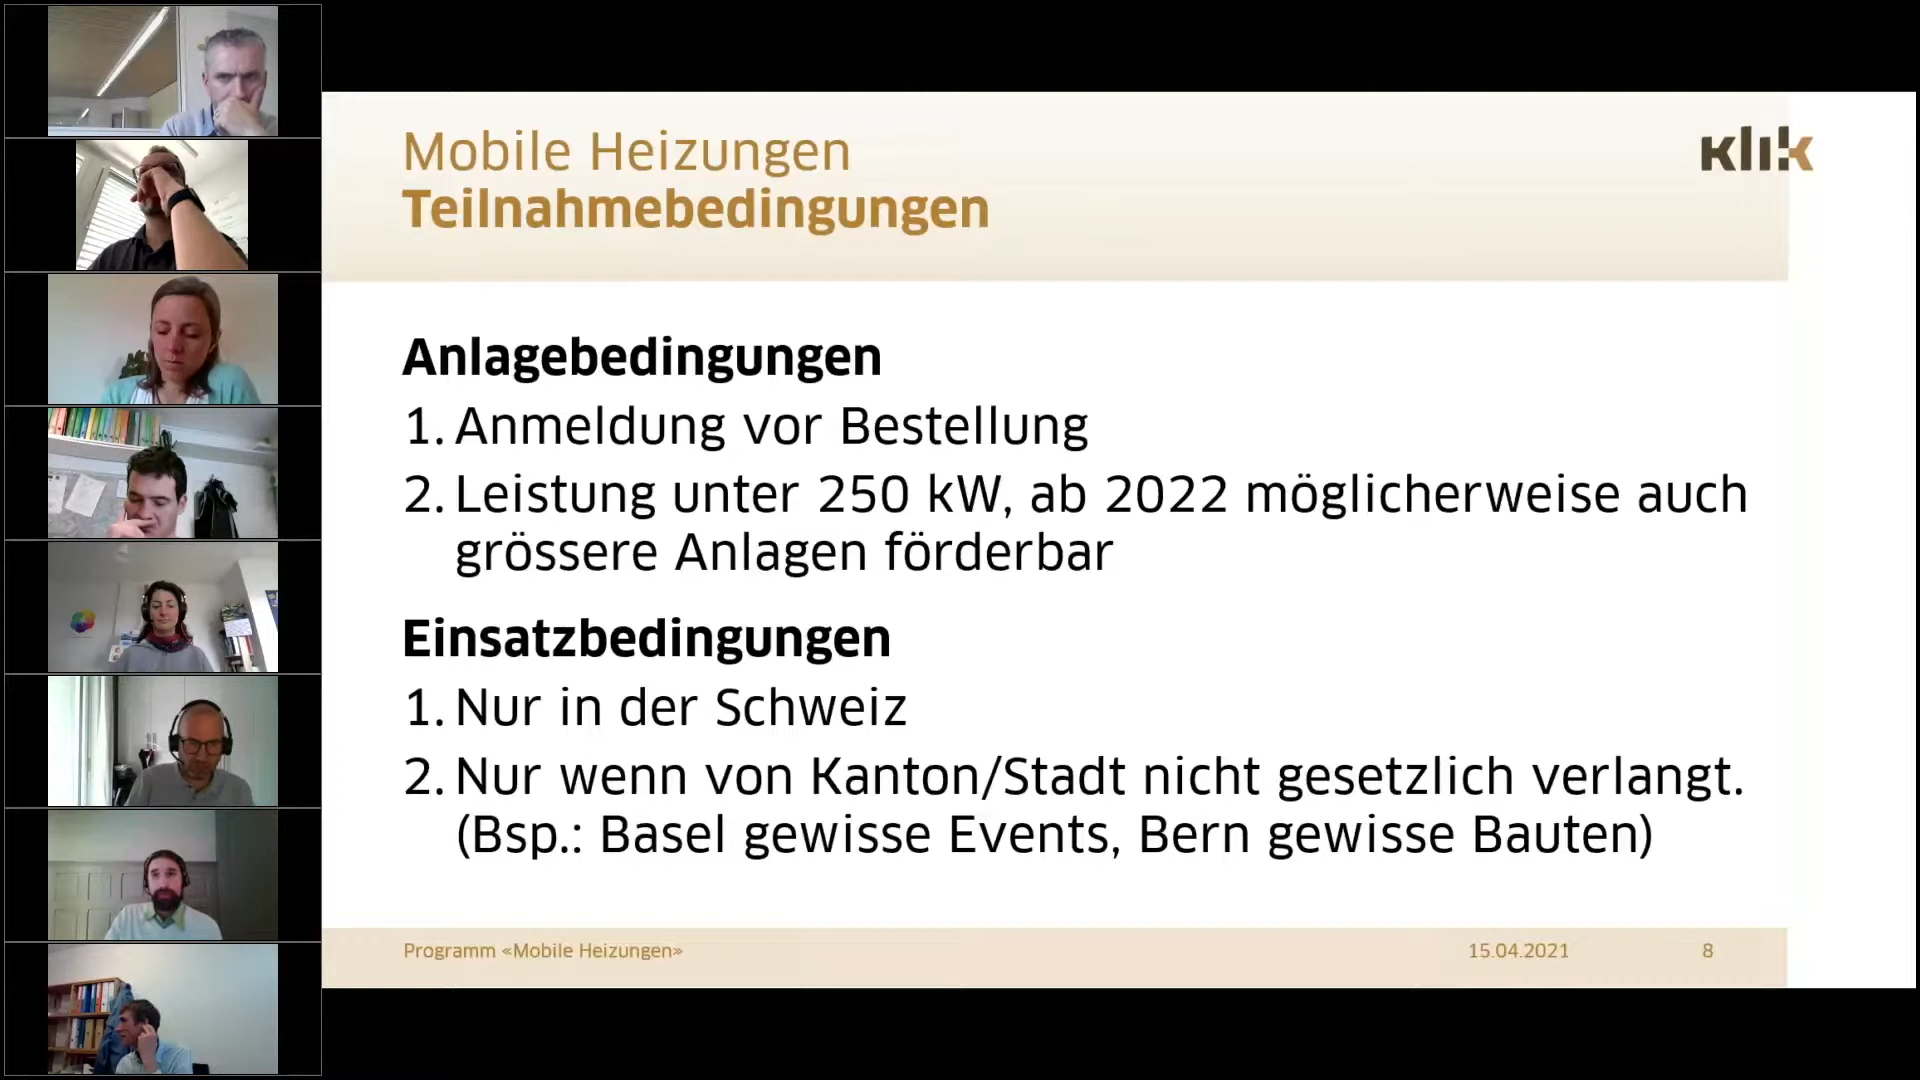 Mobile Heizungen
Teilnahmebedingungen
klik
Anlagebedingungen
1. Anmeldung vor Bestellung
2. Leistung unter 250 kW, ab 2022 möglicherweise auch
grössere Anlagen förderbar
Einsatzbedingungen
1. Nur in der Schweiz
2. Nur wenn von Kanton/Stadt nicht gesetzlich verlangt.
(Bsp.: Basel gewisse Events, Bern gewisse Bauten)
Programm «Mobile Heizungen»
15.04.2021
8